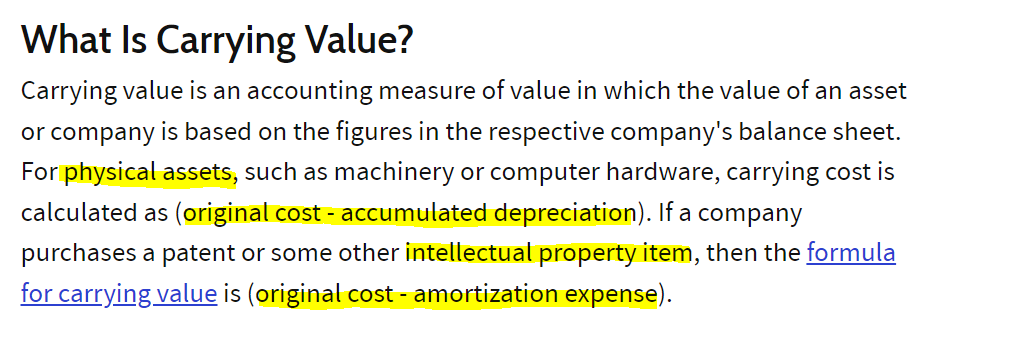 What Is Carrying Value?
Carrying value is an accounting measure of value in which the value of an asset
or company is based on the figures in the respective company's balance sheet.
For physical assets, such as machinery or computer hardware, carrying cost is
calculated as (original cost - accumulated depreciation). If a company
purchases a patent or some other intellectual property item, then the formula
for carrying value is (original cost - amortization expense).